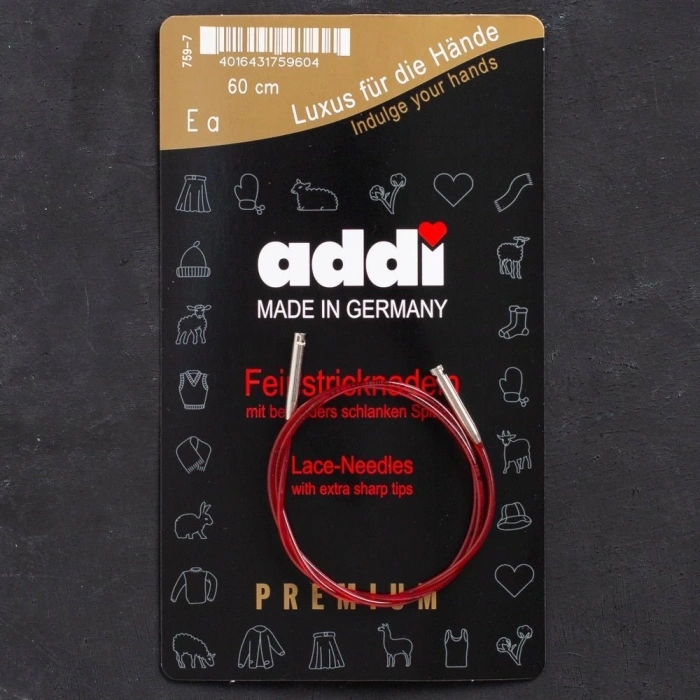 759-7
4016431759604
60 cm
E a
Luxus für die Hände
Indulge your hands
addi
MADE IN GERMANY
mit
schlanken
Lace-Needles
with extra sharp tips
PREMIUM